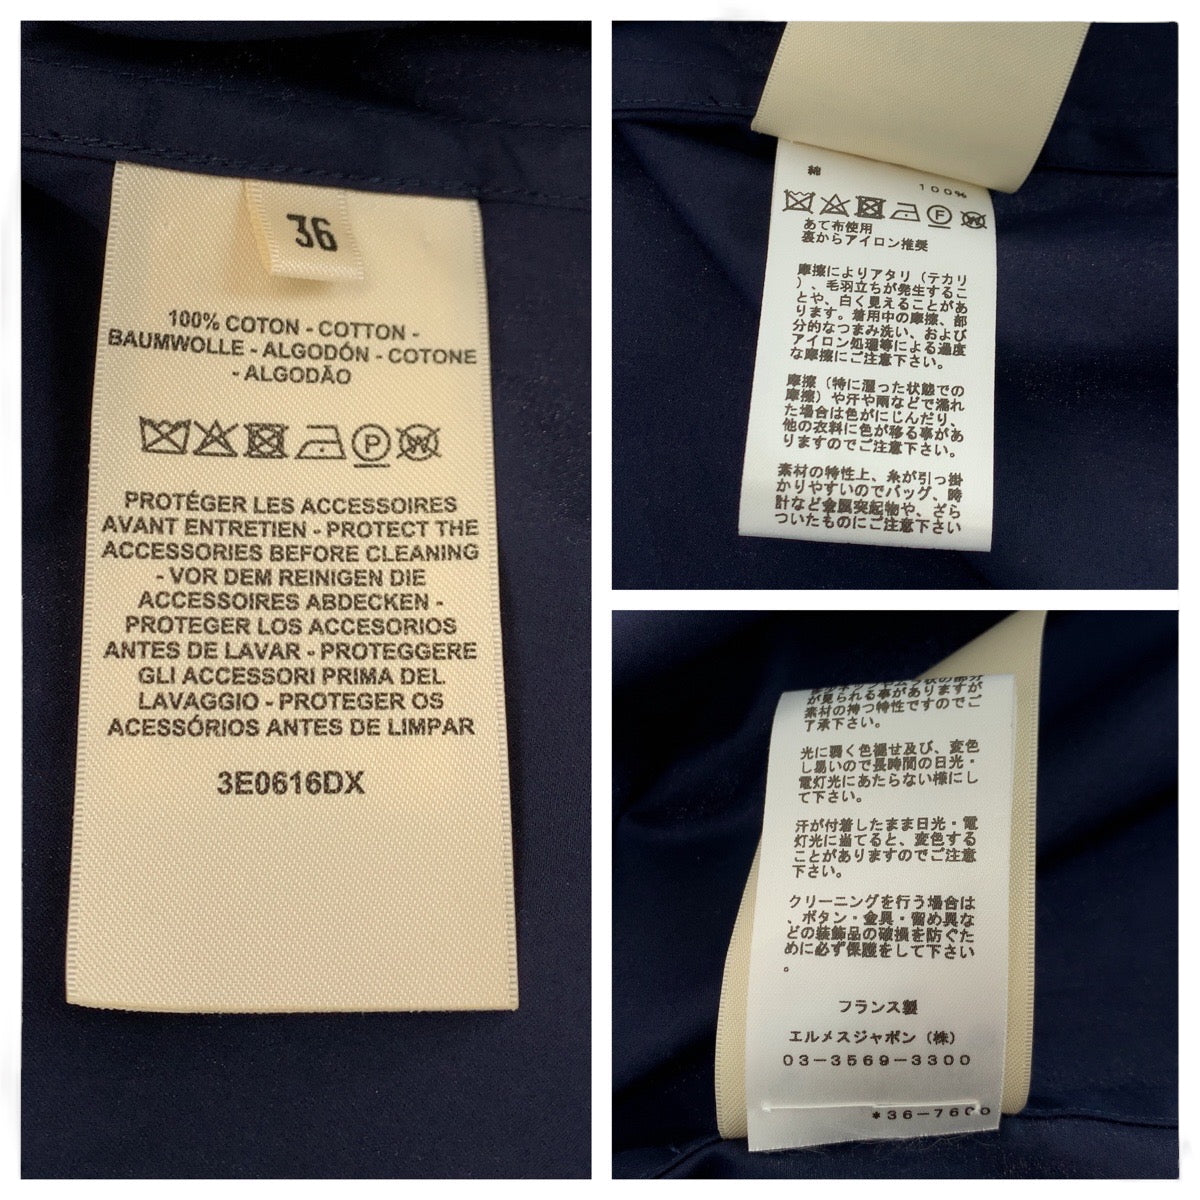 36
100% COTON - COTTON -
BAUMWOLLE - ALGODÓN - COTONE
- ALGODÃO
P W
PROTÉGER LES ACCESSOIRES
AVANT ENTRETIEN - PROTECT THE
ACCESSORIES BEFORE CLEANING
- VOR DEM REINIGEN DIE
ACCESSOIRES ABDECKEN -
PROTEGER LOS ACCESORIOS
ANTES DE LAVAR - PROTEGGERE
GLI ACCESSORI PRIMA DEL
LAVAGGIO - PROTEGER OS
ACESSÓRIOS ANTES DE LIMPAR
3E0616DX
綿
100%
P W
あて布使用
裏からアイロン推奨
摩擦によりアタリ（テカリ
）、毛羽立ちが発生するこ
とや、白く見えることがあ
ります。着用中の摩擦、部
分的なつまみ洗い、および
アイロン処理等による過度
な摩擦にご注意下さい。
摩擦（特に湿った状態での
摩擦）や汗や雨などで濡れ
た場合は色がにじんだり、
他の衣料に色が移る事があ
りますのでご注意下さい。
素材の特性上、糸が引っ掛
かりやすいのでバッグ、時
計など金属突起物や、ざら
ついたものにご注意下さい
が見られる事がありますが
素材の持つ特性ですのでご
了承下さい。
光に弱く色褪せ及び、変色
し易いので長時間の日光・
電灯光にあたらない様にし
て下さい。
汗が付着したまま日光・電
灯光に当てると、変色する
ことがありますのでご注意
下さい。
クリーニングを行う場合は
、ボタン・金具・留め具な
どの装飾品の破損を防ぐた
めに必ず保護をして下さい
。
フランス製
エルメスジャポン（株）
03-3569-3300
*36-7600